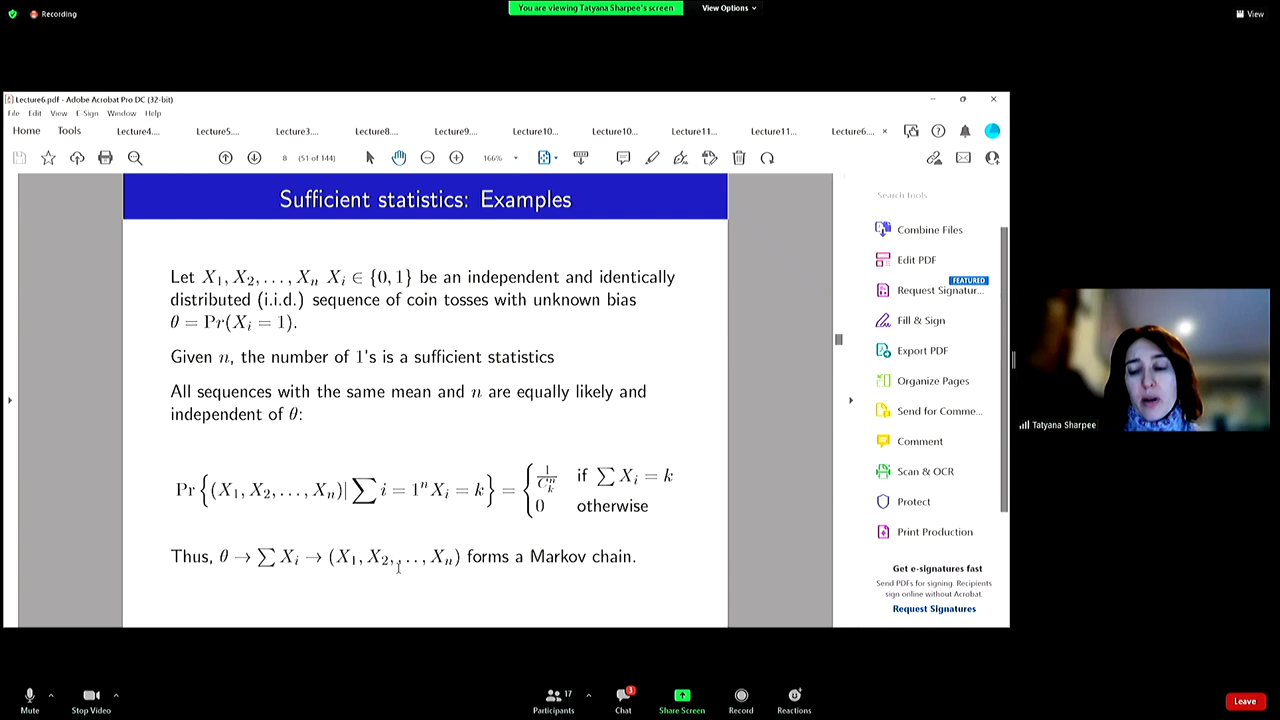 Recording
You are viewing Tatyana Sharpee's screen
View Options
View
Lecture6.pdf - Adobe Acrobat Pro DC (32-bit)
File Edit View E-Sign Window Help
Home Tools Lecture4.... Lecture5.... Lecture3.... Lecture8.... Lecture9.... Lecture10... Lecture10... Lecture11... Lecture11... Lecture6.... ×
8 (51 of 144) 166%
Sufficient statistics: Examples
Let X₁, X₂, . . . , Xₙ Xᵢ ∈ {0, 1} be an independent and identically
distributed (i.i.d.) sequence of coin tosses with unknown bias
θ = Pr(Xᵢ = 1).
Given n, the number of 1's is a sufficient statistics
All sequences with the same mean and n are equally likely and
independent of θ:
Pr {(X₁, X₂, . . . , Xₙ)| ∑ i = 1ⁿXᵢ = k} = { 1/Cₖⁿ if ∑ Xᵢ = k
0 otherwise
Thus, θ → ∑ Xᵢ → (X₁, X₂, . . . , Xₙ) forms a Markov chain.
Search tools
Combine Files
Edit PDF
FEATURED
Request Signatur...
Fill & Sign
Export PDF
Organize Pages
Send for Comme...
Comment
Scan & OCR
Protect
Print Production
Get e-signatures fast
Send PDFs for signing. Recipients
sign online without Acrobat.
Request Signatures
Tatyana Sharpee
Mute
Stop Video
17
Participants
3
Chat
Share Screen
Record
Reactions
Leave